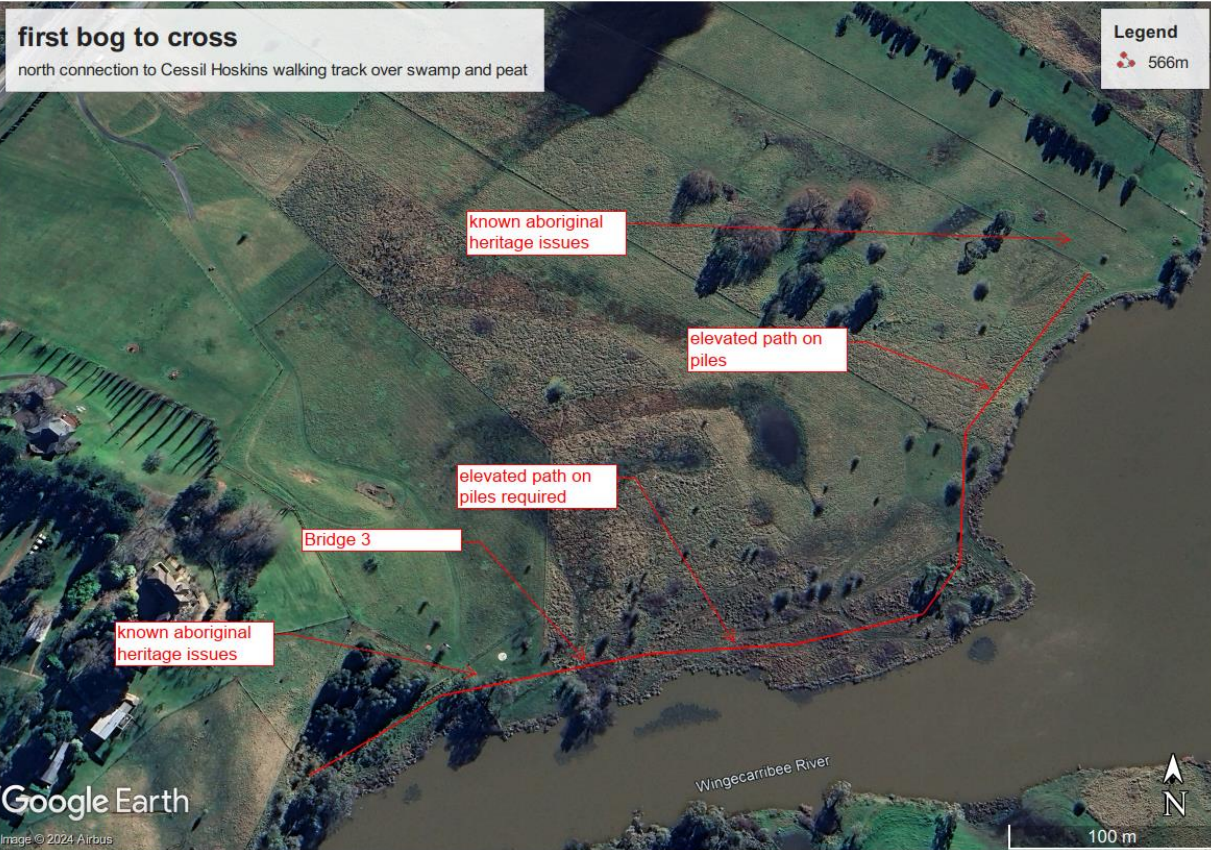 first bog to cross
north connection to Cessil Hoskins walking track over swamp and peat
Legend
566m
known aboriginal
heritage issues
elevated path on
piles
elevated path on
piles required
Bridge 3
known aboriginal
heritage issues
Wingecarribee River
Google Earth
Image © 2024 Airbus
N
100 m